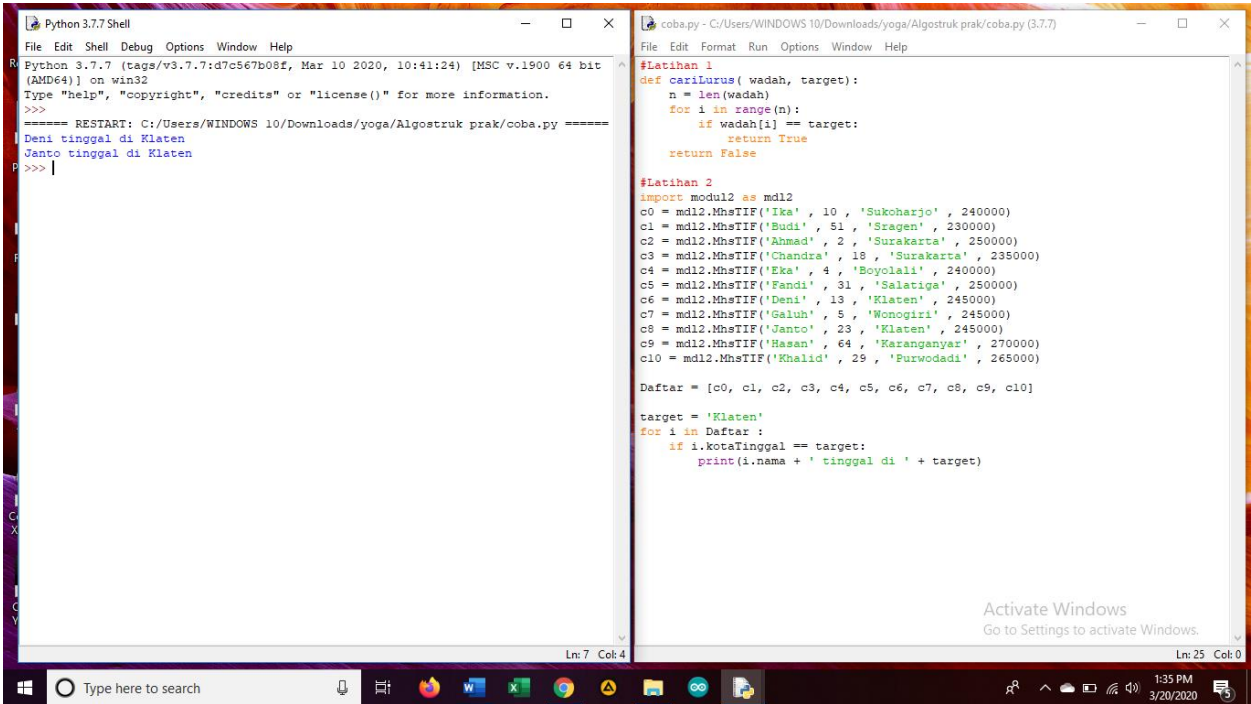 Python 3.7.7 Shell
File Edit Shell Debug Options Window Help
Python 3.7.7 (tags/v3.7.7:d7c567b08f, Mar 10 2020, 10:41:24) [MSC v.1900 64 bit
(AMD64)] on win32
Type "help", "copyright", "credits" or "license()" for more information.
>>>
====== RESTART: C:/Users/WINDOWS 10/Downloads/yoga/Algostruk prak/coba.py ======
Deni tinggal di Klaten
Janto tinggal di Klaten
>>>
Ln: 7 Col: 4
coba.py - C:/Users/WINDOWS 10/Downloads/yoga/Algostruk prak/coba.py (3.7.7)
File Edit Format Run Options Window Help
#Latihan 1
def cariLurus( wadah, target):
    n = len(wadah)
    for i in range(n):
        if wadah[i] == target:
            return True
    return False
#Latihan 2
import modul2 as mdl2
c0 = mdl2.MhsTIF('Ika' , 10 , 'Sukoharjo' , 240000)
c1 = mdl2.MhsTIF('Budi' , 51 , 'Sragen' , 230000)
c2 = mdl2.MhsTIF('Ahmad' , 2 , 'Surakarta' , 250000)
c3 = mdl2.MhsTIF('Chandra' , 18 , 'Surakarta' , 235000)
c4 = mdl2.MhsTIF('Eka' , 4 , 'Boyolali' , 240000)
c5 = mdl2.MhsTIF('Fandi' , 31 , 'Salatiga' , 250000)
c6 = mdl2.MhsTIF('Deni' , 13 , 'Klaten' , 245000)
c7 = mdl2.MhsTIF('Galuh' , 5 , 'Wonogiri' , 245000)
c8 = mdl2.MhsTIF('Janto' , 23 , 'Klaten' , 245000)
c9 = mdl2.MhsTIF('Hasan' , 64 , 'Karanganyar' , 270000)
c10 = mdl2.MhsTIF('Khalid' , 29 , 'Purwodadi' , 265000)
Daftar = [c0, c1, c2, c3, c4, c5, c6, c7, c8, c9, c10]
target = 'Klaten'
for i in Daftar :
    if i.kotaTinggal == target:
        print(i.nama + ' tinggal di ' + target)
Activate Windows
Go to Settings to activate Windows.
Ln: 25 Col: 0
Type here to search
1:35 PM
3/20/2020